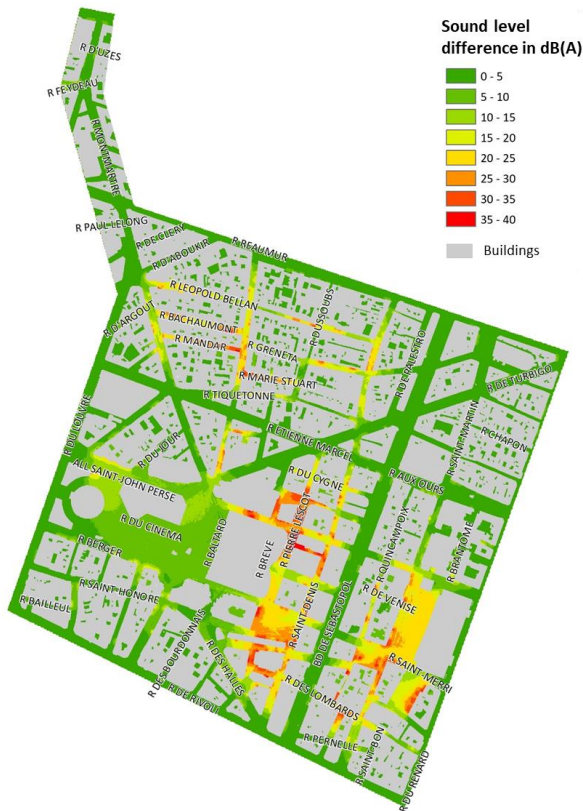 Sound level
difference in dB(A)
0 - 5
5 - 10
10 - 15
15 - 20
20 - 25
25 - 30
30 - 35
35 - 40
Buildings
R D'UZES
R FEYDEAU
R MONTMARTRE
R PAUL LELONG
R DE CLERY
R D'ABOUKIR
R REAUMUR
R LEOPOLD BELLAN
R DUSSOUBS
R D'ARGOUT
R BACHAUMONT
R MANDAR
R GRENETA
R DE PALESTRO
R MARIE STUART
R TIQUETONNE
R DE TURBIGO
R DU LOUVRE
R DU JOUR
R ETIENNE MARCEL
R SAINT-MARTIN
R CHAPON
ALL SAINT-JOHN PERSE
R DU CYGNE
R AUX OURS
R DU CINEMA
R BALTARD
R BREVE
R PIERRE LESCOT
R QUINCAMPOIX
R BRANTOME
R BERGER
R SAINT-HONORE
R BAILLEUL
R DES BOURDONNAIS
R DES HALLES
R SAINT-DENIS
BD DE SEBASTOPOL
R DE VENISE
R SAINT-MERRI
R DE RIVOLI
R DES LOMBARDS
R PERNELLE
R SAINT-BON
R DU RENARD